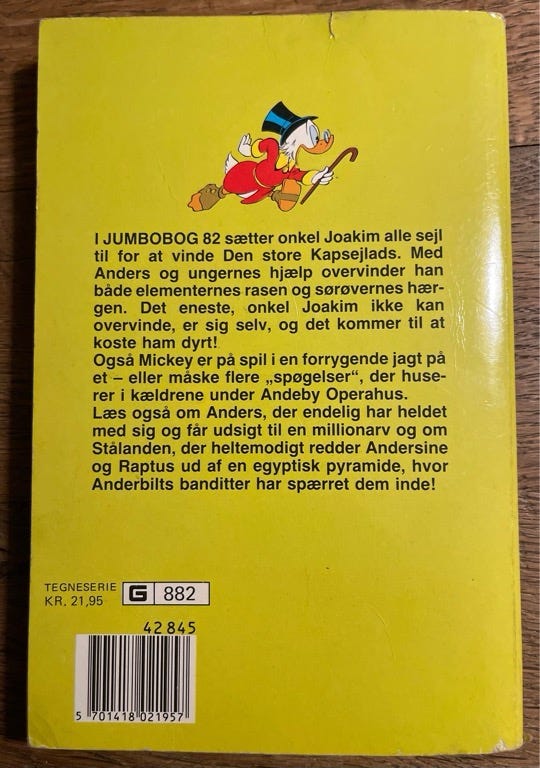 I JUMBOBOG 82 sætter onkel Joakim alle sejl
til for at vinde Den store Kapsejlads. Med
Anders og ungernes hjælp overvinder han
både elementernes rasen og sørøvernes hær-
gen. Det eneste, onkel Joakim ikke kan
overvinde, er sig selv, og det kommer til at
koste ham dyrt!
Også Mickey er på spil i en forrygende jagt på
et – eller måske flere „spøgelser“, der huse-
rer i kældrene under Andeby Operahus.
Læs også om Anders, der endelig har heldet
med sig og får udsigt til en millionarv og om
Stålanden, der heltemodigt redder Andersine
og Raptus ud af en egyptisk pyramide, hvor
Anderbilts banditter har spærret dem inde!
TEGNESERIE
KR. 21,95
G 882
42845
5 701418 021957